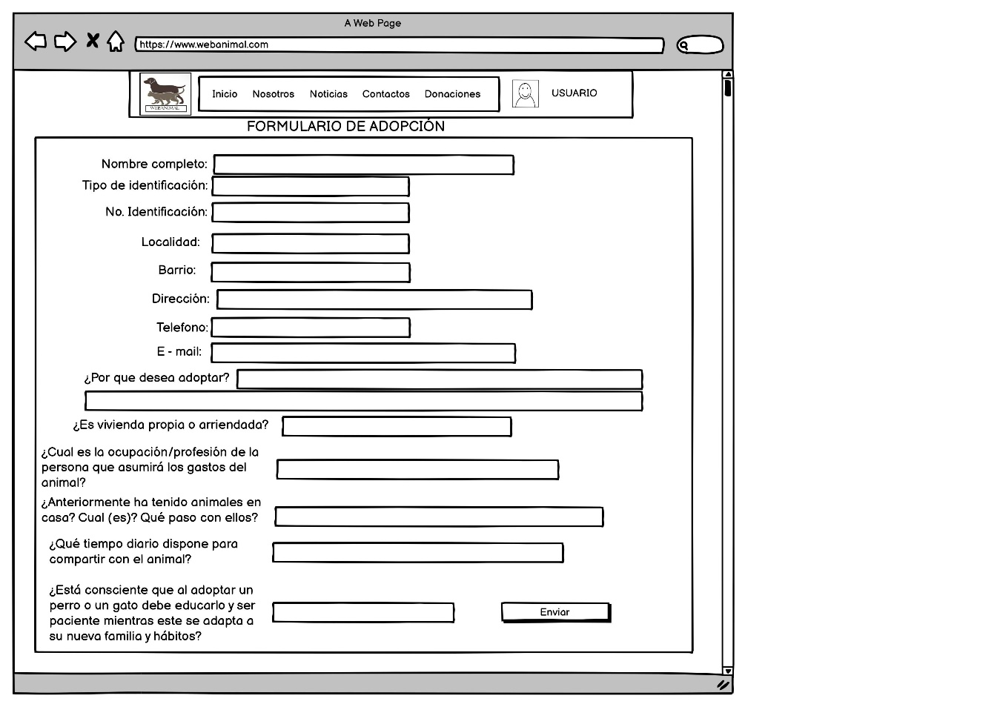 A Web Page
https://www.webanimal.com
Inicio Nosotros Noticias Contactos Donaciones
USUARIO
WEBANIMAL
FORMULARIO DE ADOPCIÓN
Nombre completo:
Tipo de identificación:
No. Identificación:
Localidad:
Barrio:
Dirección:
Telefono:
E - mail:
¿Por que desea adoptar?
¿Es vivienda propia o arriendada?
¿Cual es la ocupación/profesión de la
persona que asumirá los gastos del
animal?
¿Anteriormente ha tenido animales en
casa? Cual (es)? Qué paso con ellos?
¿Qué tiempo diario dispone para
compartir con el animal?
¿Está consciente que al adoptar un
perro o un gato debe educarlo y ser
paciente mientras este se adapta a
su nueva familia y hábitos?
Enviar